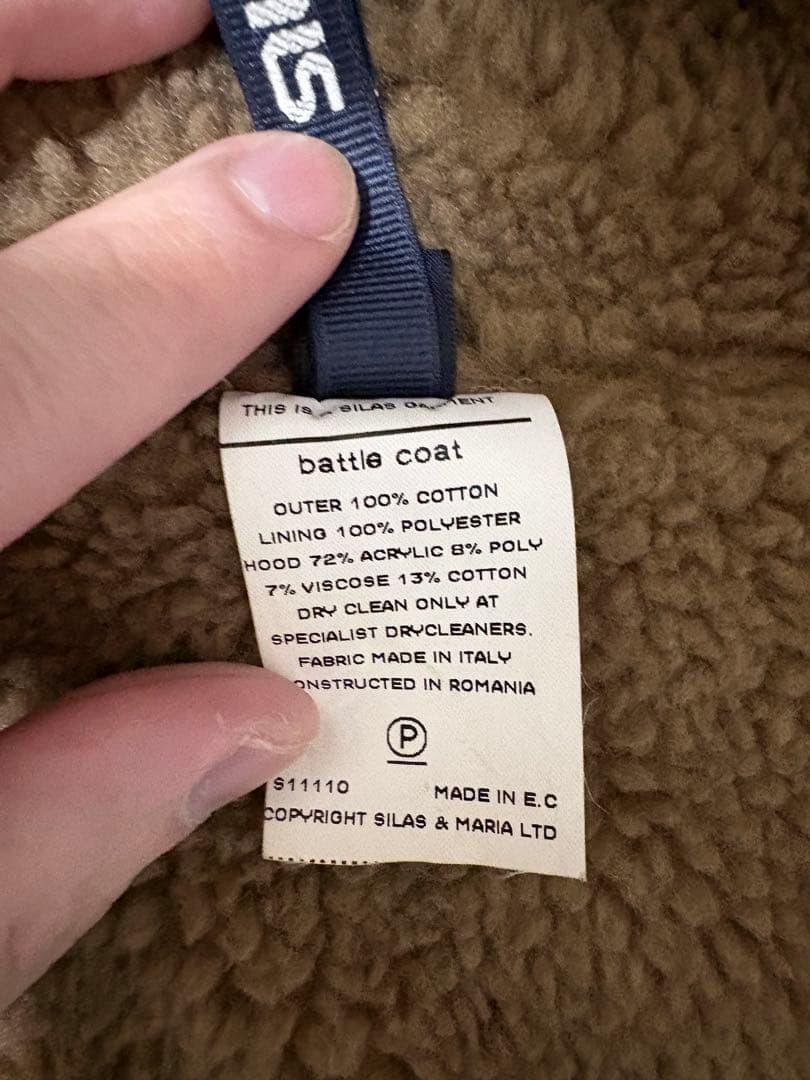 THIS IS SILAS GARMENT
battle coat
OUTER 100% COTTON
LINING 100% POLYESTER
HOOD 72% ACRYLIC 8% POLY
7% VISCOSE 13% COTTON
DRY CLEAN ONLY AT
SPECIALIST DRYCLEANERS.
FABRIC MADE IN ITALY
ONSTRUCTED IN ROMANIA
P
S11110 MADE IN E.C
COPYRIGHT SILAS & MARIA LTD